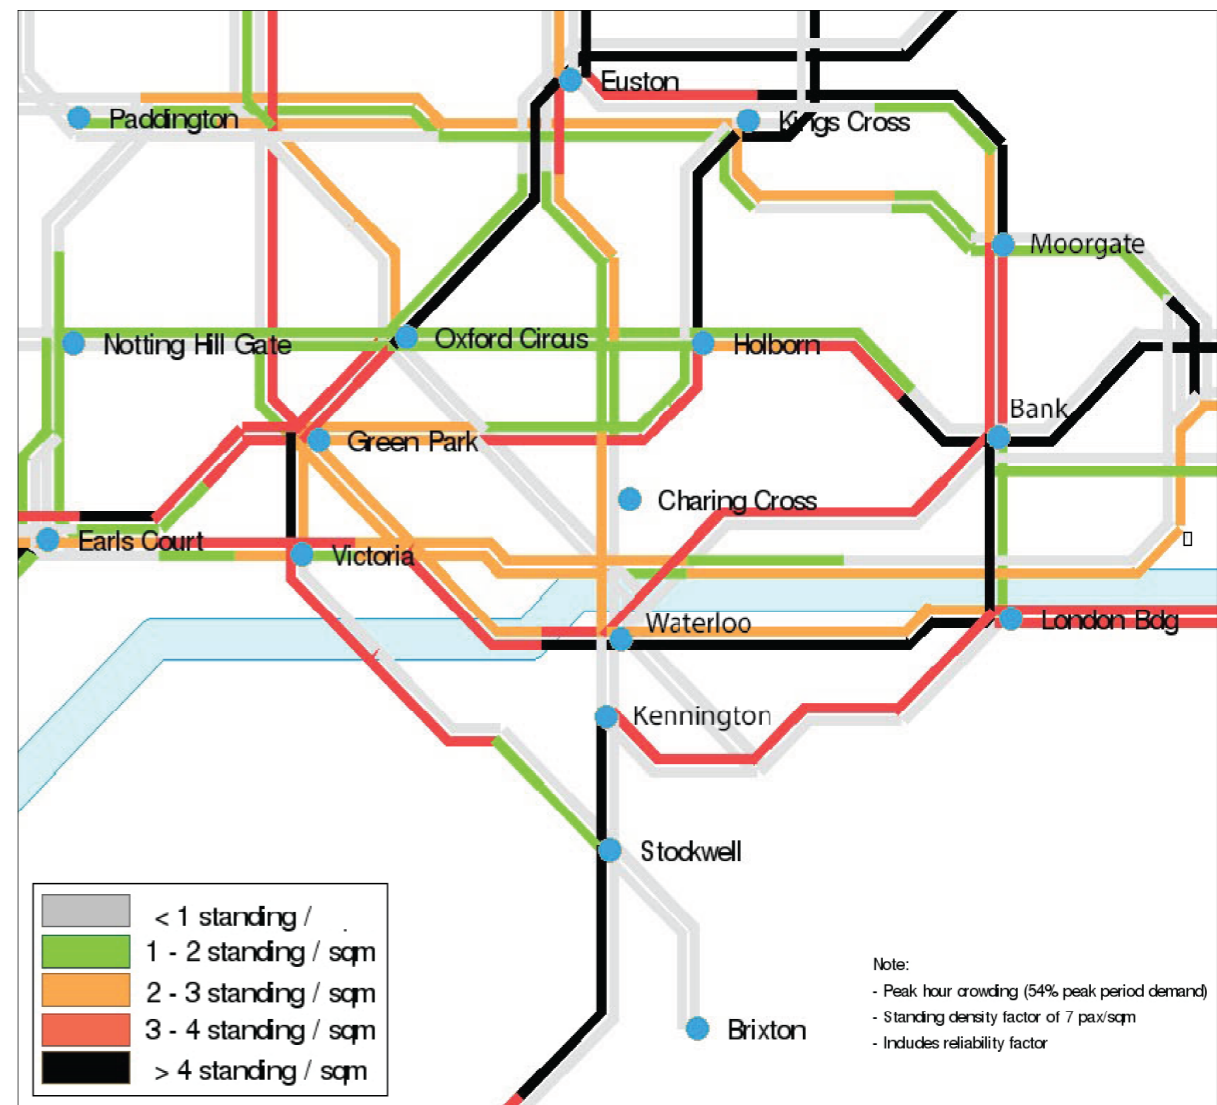 Euston
Paddington
Kings Cross
Moorgate
Notting Hill Gate
Oxford Circus
Holborn
Bank
Green Park
Charing Cross
Earls Court
Victoria
Waterloo
London Bdg
Kennington
Stockwell
Brixton
< 1 standing /
1 - 2 standing / sqm
2 - 3 standing / sqm
3 - 4 standing / sqm
> 4 standing / sqm
Note:
- Peak hour crowding (54% peak period demand)
- Standing density factor of 7 pax/sqm
- Includes reliability factor